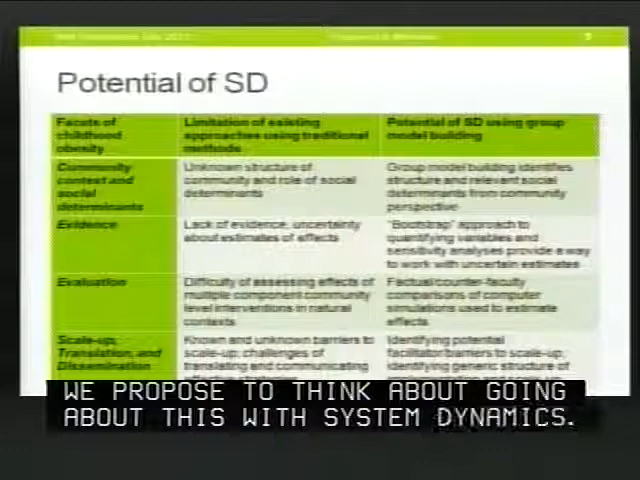 Potential of SD
Facets of
childhood
obesity
Limitation of existing
approaches using traditional
methods
Potential of SD using group
model building
Community
context and
social
determinants
Unknown structure of
community and role of social
determinants
Group model building identifies
structure and relevant social
determinants from community
perspective
Evidence
Lack of evidence, uncertainty
about estimates of effects
"Bootstrap" approach to
quantifying variables and
sensitivity analyses provide a way
to work with uncertain estimates
Evaluation
Difficulty of assessing effects of
multiple component community
level interventions in natural
contexts
Factual/counter-faculty
comparisons of computer
simulations used to estimate
effects
Scale-up,
Translation, and
Dissemination
Known and unknown barriers to
scale-up; challenges of
translating and communicating
Identifying potential
facilitator/barriers to scale-up;
identifying generic structure of
WE PROPOSE TO THINK ABOUT GOING
ABOUT THIS WITH SYSTEM DYNAMICS.